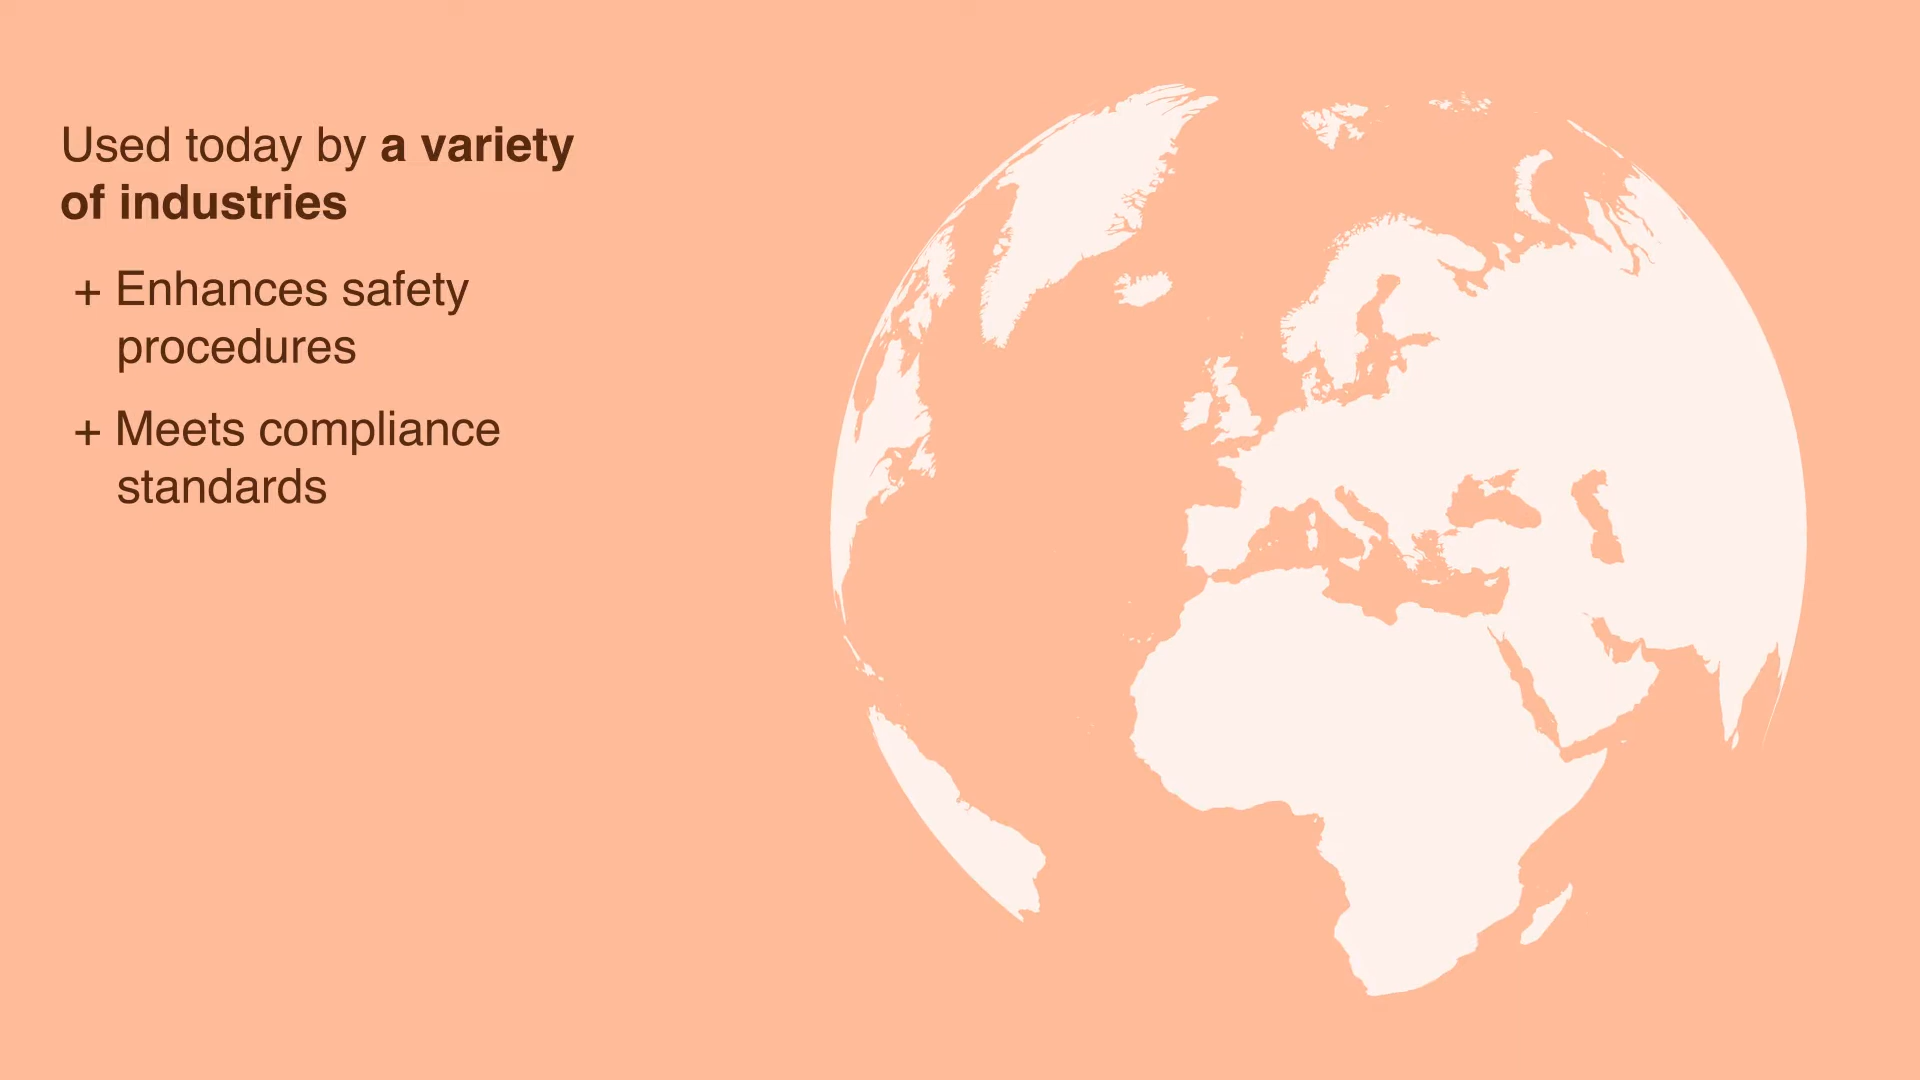 Used today by a variety
of industries
+ Enhances safety
procedures
+ Meets compliance
standards